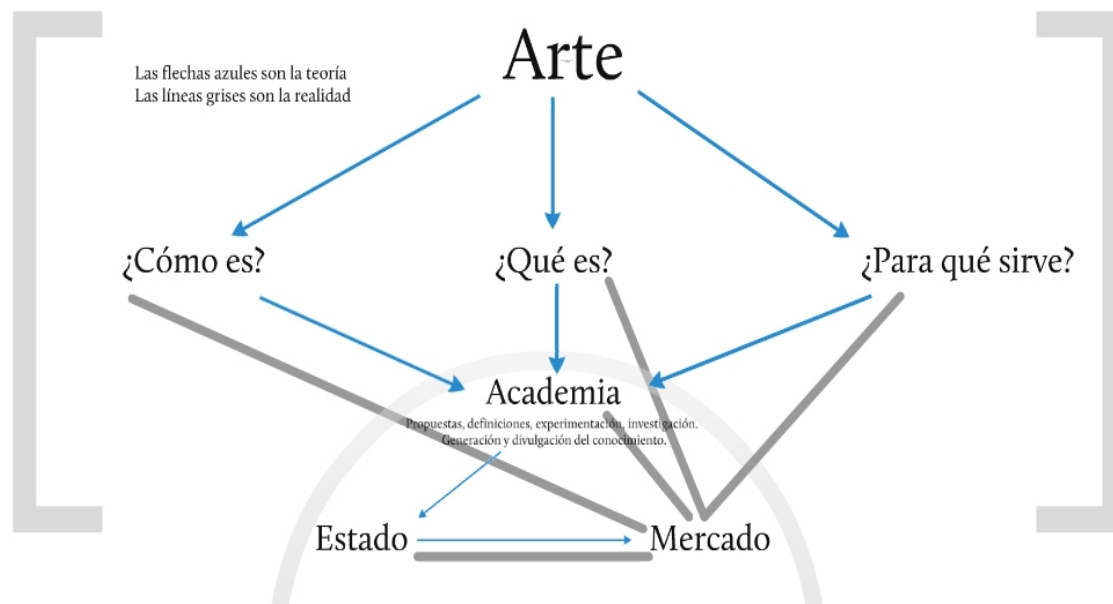 Arte
Las flechas azules son la teoría
Las líneas grises son la realidad
¿Cómo es?
¿Qué es?
¿Para qué sirve?
Academia
Propuestas, definiciones, experimentación, investigación.
Generación y divulgación del conocimiento.
Estado
Mercado